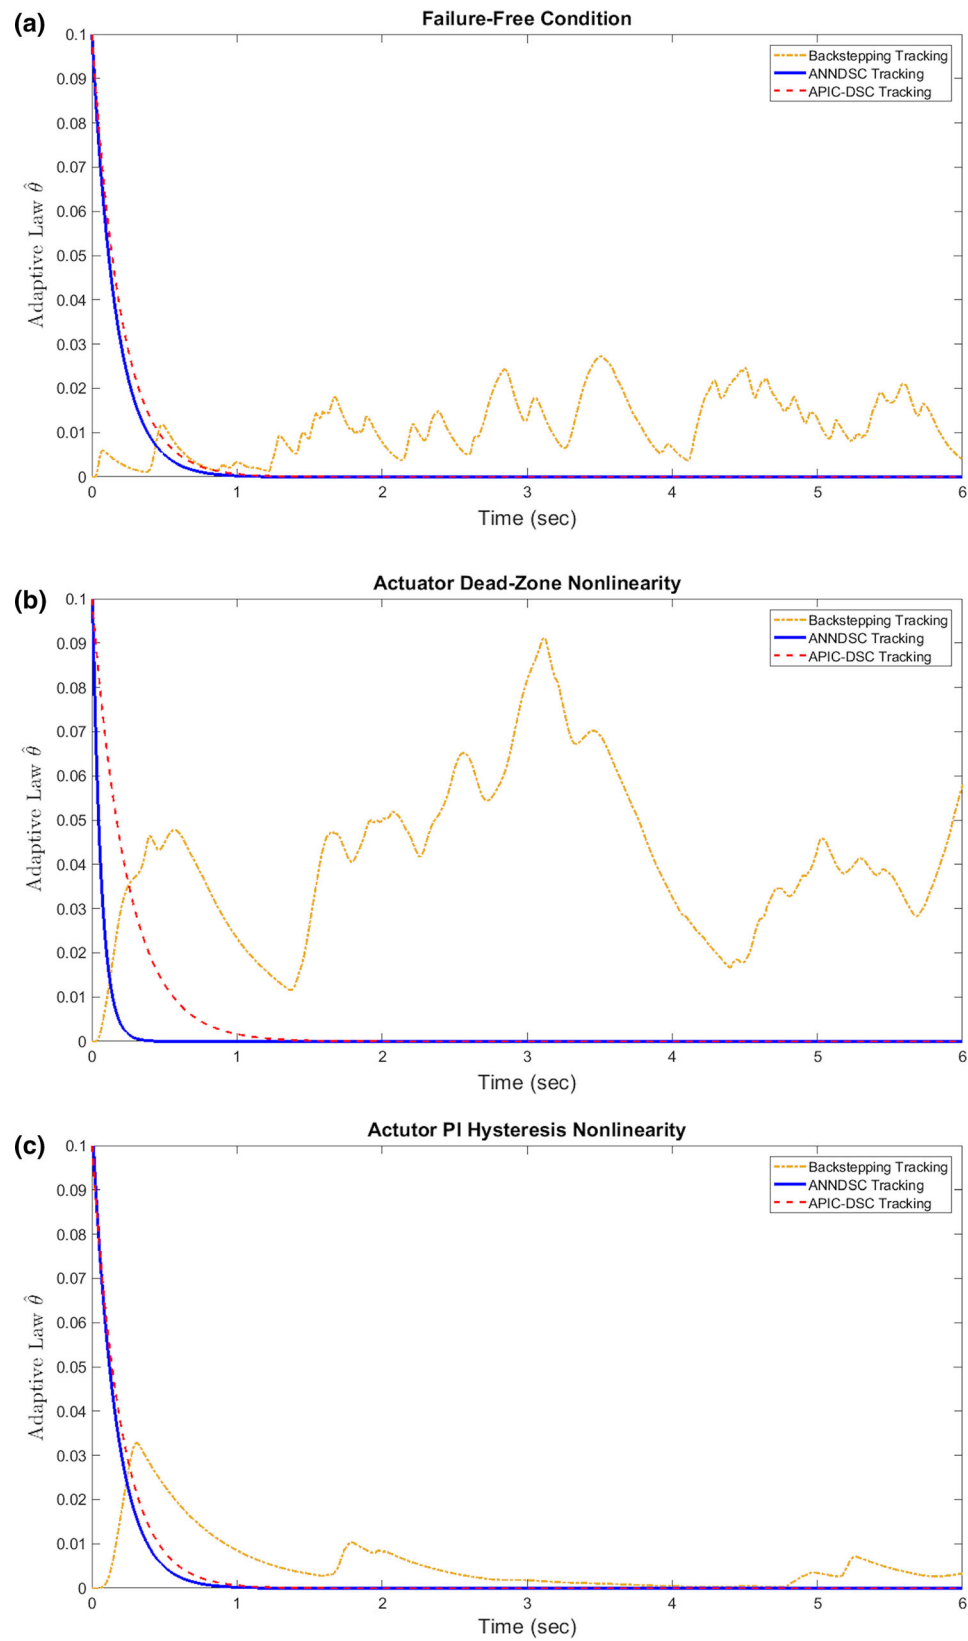 (a)
Failure-Free Condition
Backstepping Tracking
ANNDSC Tracking
APIC-DSC Tracking
Adaptive Law θ̂
0.1
0.09
0.08
0.07
0.06
0.05
0.04
0.03
0.02
0.01
0
0 1 2 3 4 5 6
Time (sec)
(b)
Actuator Dead-Zone Nonlinearity
Backstepping Tracking
ANNDSC Tracking
APIC-DSC Tracking
Adaptive Law θ̂
0.1
0.09
0.08
0.07
0.06
0.05
0.04
0.03
0.02
0.01
0
0 1 2 3 4 5 6
Time (sec)
(c)
Actutor PI Hysteresis Nonlinearity
Backstepping Tracking
ANNDSC Tracking
APIC-DSC Tracking
Adaptive Law θ̂
0.1
0.09
0.08
0.07
0.06
0.05
0.04
0.03
0.02
0.01
0
0 1 2 3 4 5 6
Time (sec)